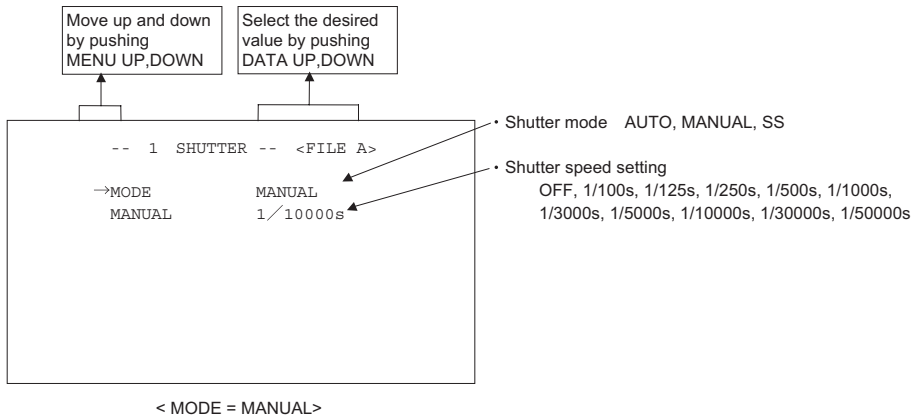 Move up and down
by pushing
MENU UP,DOWN
Select the desired
value by pushing
DATA UP,DOWN
-- 1 SHUTTER -- <FILE A>
→MODE MANUAL
MANUAL 1／10000s
・Shutter mode AUTO, MANUAL, SS
・Shutter speed setting
OFF, 1/100s, 1/125s, 1/250s, 1/500s, 1/1000s,
1/3000s, 1/5000s, 1/10000s, 1/30000s, 1/50000s
< MODE = MANUAL>